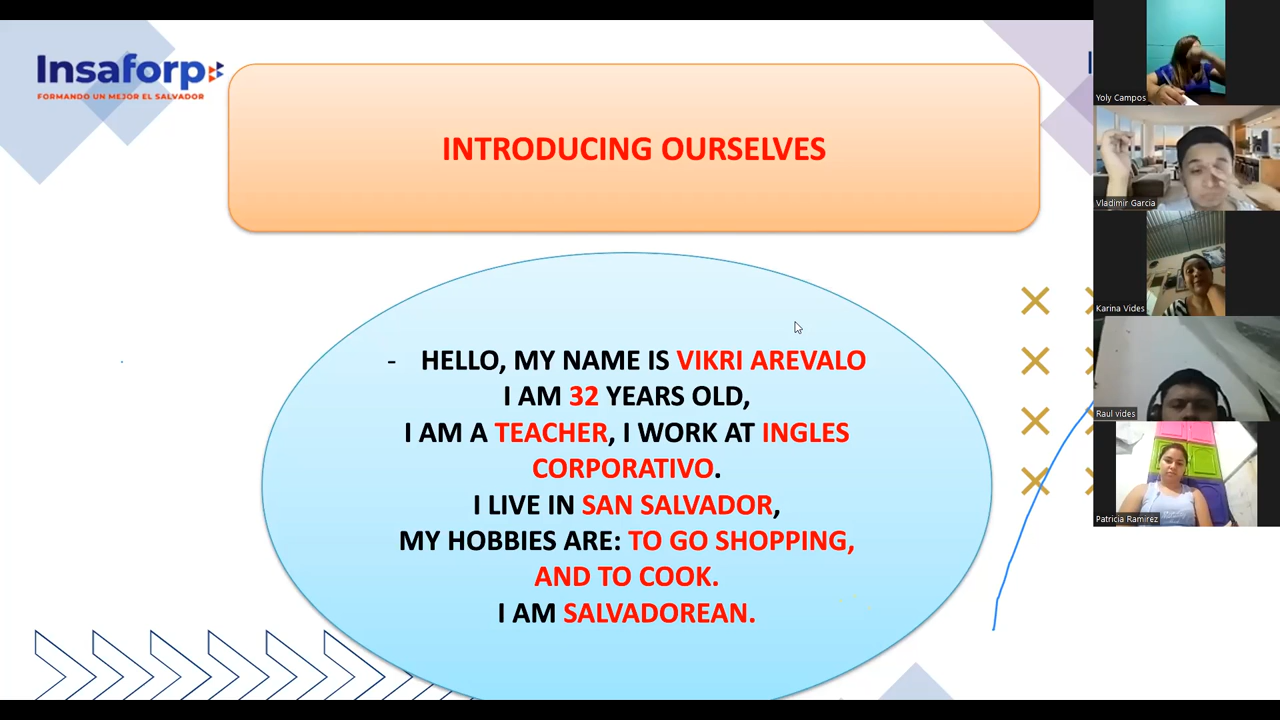 Insaforp
FORMANDO UN MEJOR EL SALVADOR
INTRODUCING OURSELVES
- HELLO, MY NAME IS VIKRI AREVALO
I AM 32 YEARS OLD,
I AM A TEACHER, I WORK AT INGLES
CORPORATIVO.
I LIVE IN SAN SALVADOR,
MY HOBBIES ARE: TO GO SHOPPING,
AND TO COOK.
I AM SALVADOREAN.
Yoly Campos
Vladimir Garcia
Karina Vides
Raul vides
Patricia Ramirez